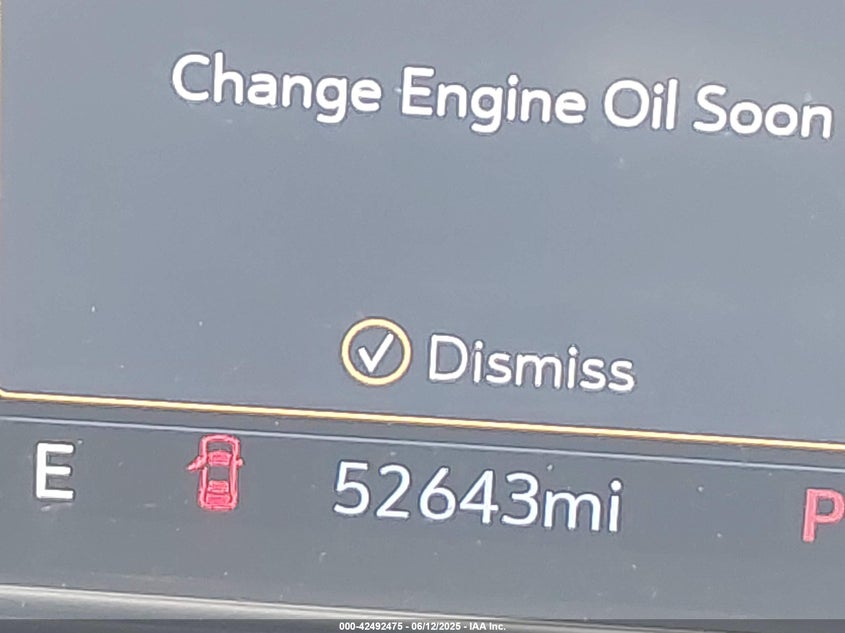 Change Engine Oil Soon
Dismiss
E 52643mi P
000-42492475 - 06/12/2025 - IAA Inc.